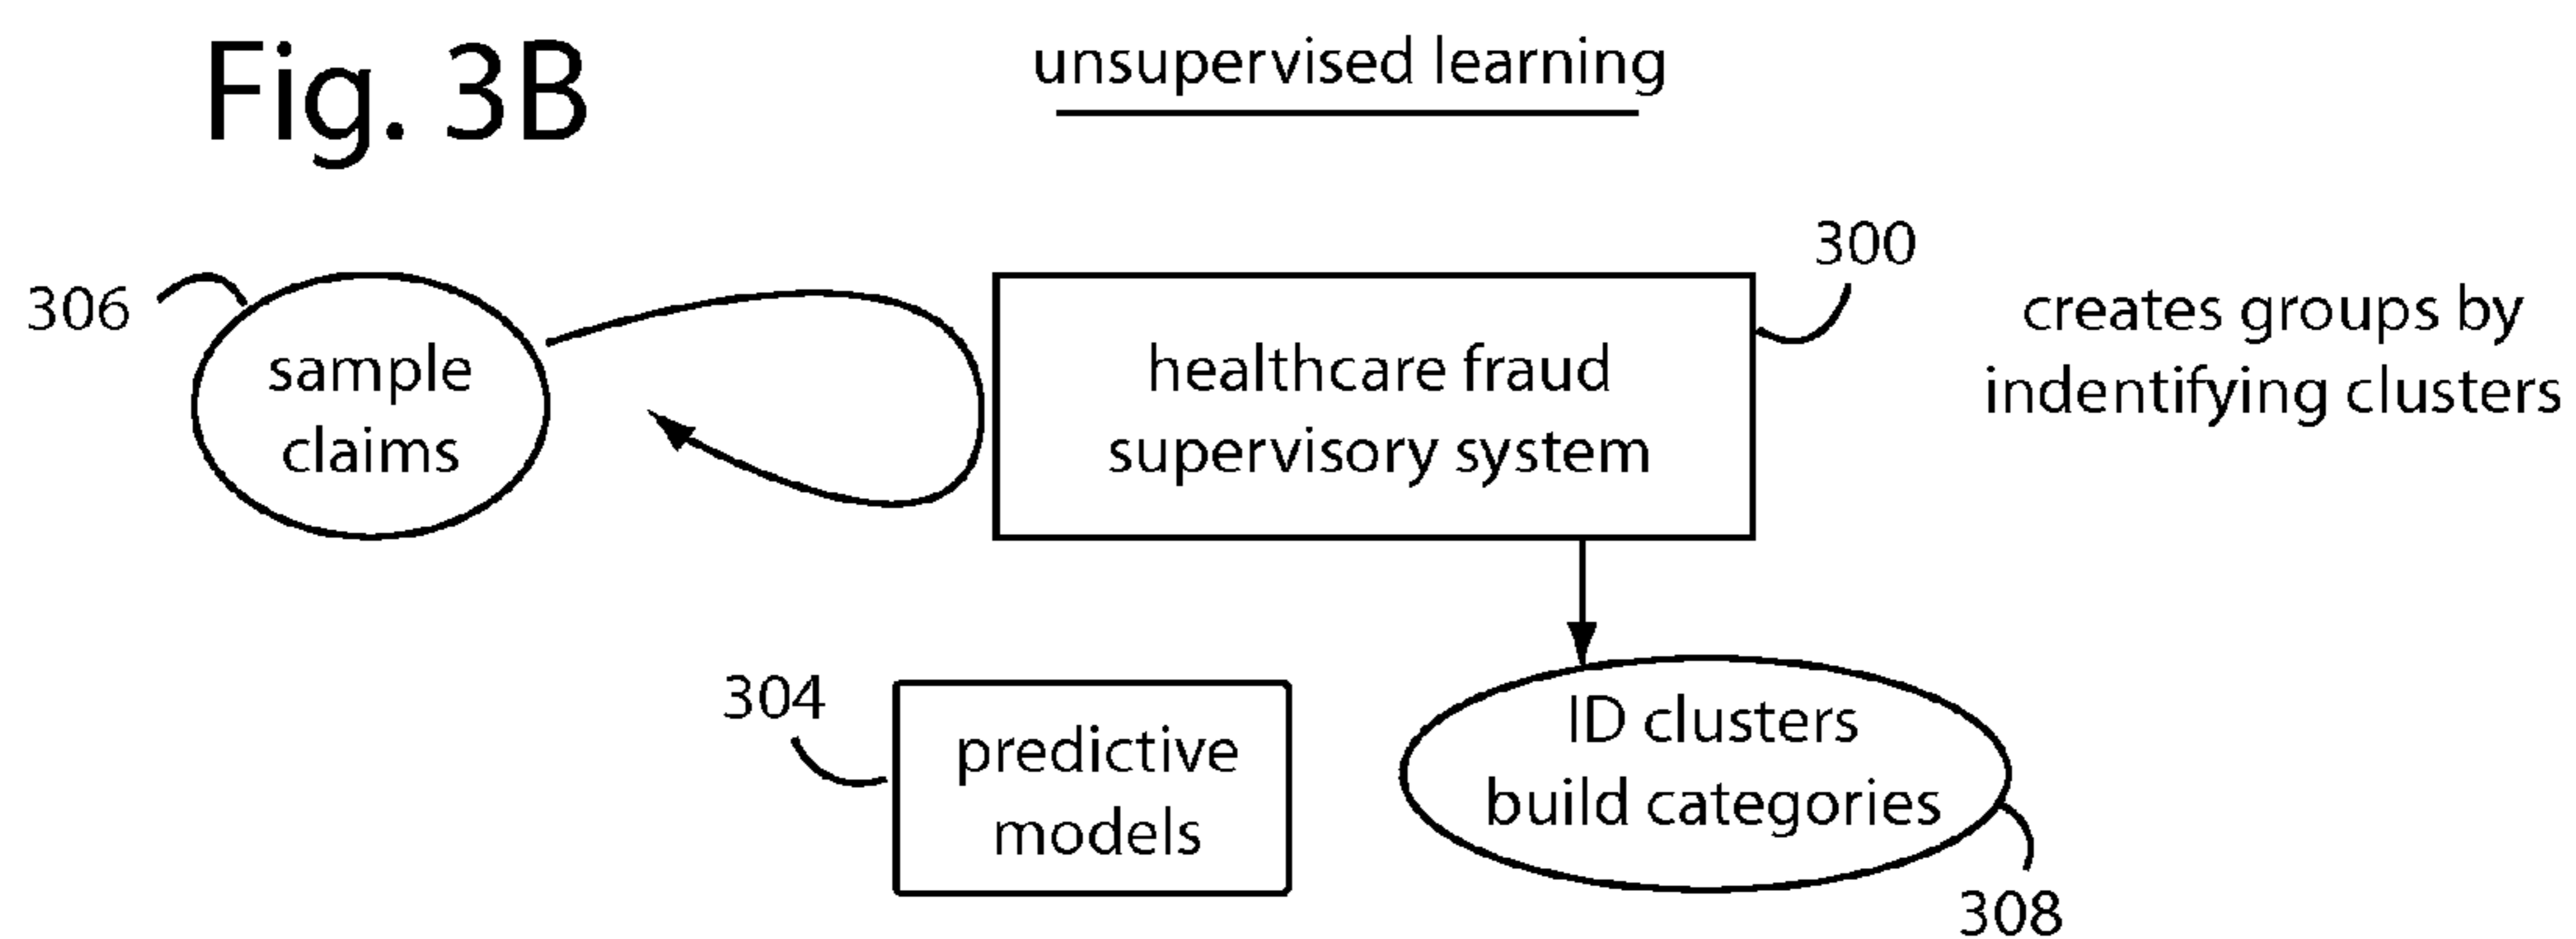 Fig. 3B
unsupervised learning
300
306
sample
claims
healthcare fraud
supervisory system
creates groups by
indentifying clusters
304
predictive
models
ID clusters
build categories
308